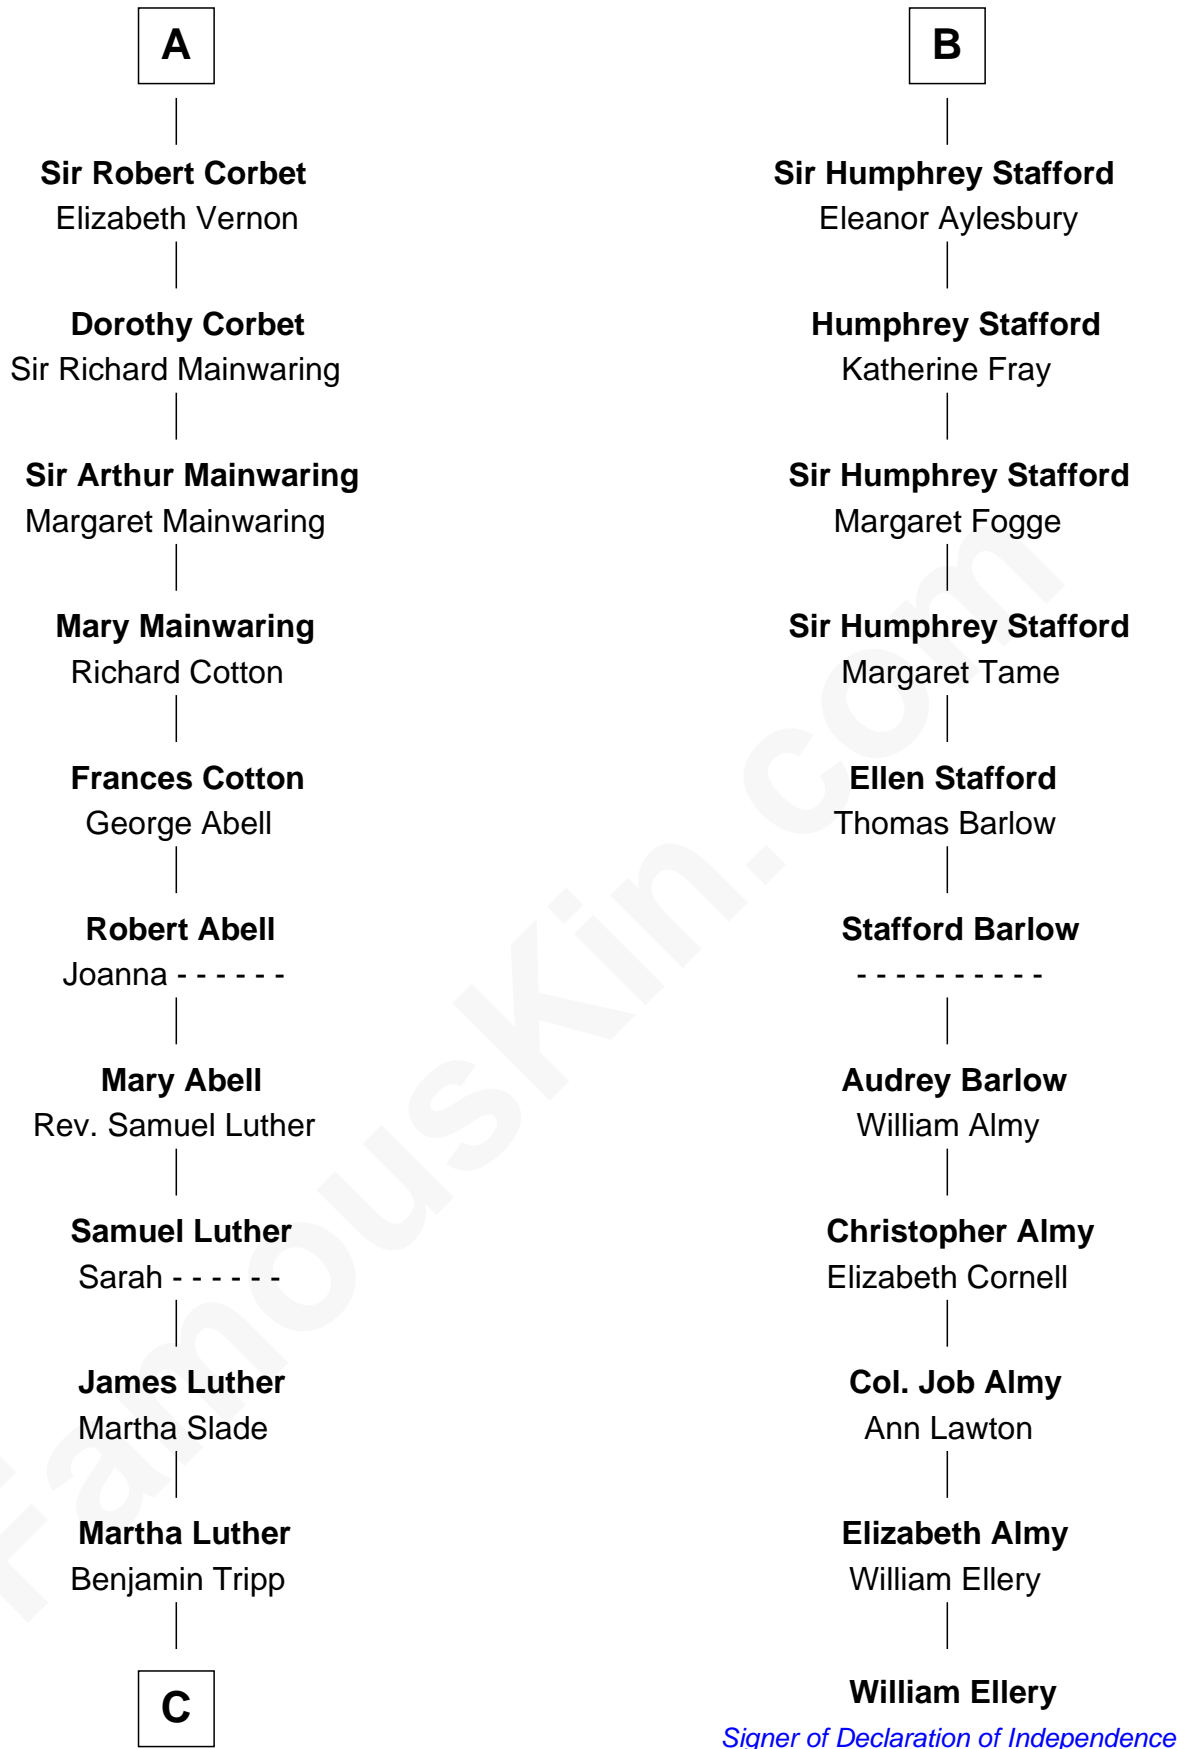 A
Sir Robert Corbet
Elizabeth Vernon
Dorothy Corbet
Sir Richard Mainwaring
Sir Arthur Mainwaring
Margaret Mainwaring
Mary Mainwaring
Richard Cotton
Frances Cotton
George Abell
Robert Abell
Joanna - - - - - -
Mary Abell
Rev. Samuel Luther
Samuel Luther
Sarah - - - - - -
James Luther
Martha Slade
Martha Luther
Benjamin Tripp
C
B
Sir Humphrey Stafford
Eleanor Aylesbury
Humphrey Stafford
Katherine Fray
Sir Humphrey Stafford
Margaret Fogge
Sir Humphrey Stafford
Margaret Tame
Ellen Stafford
Thomas Barlow
Stafford Barlow
- - - - - - - - - -
Audrey Barlow
William Almy
Christopher Almy
Elizabeth Cornell
Col. Job Almy
Ann Lawton
Elizabeth Almy
William Ellery
William Ellery
Signer of Declaration of Independence
FamousKin.com